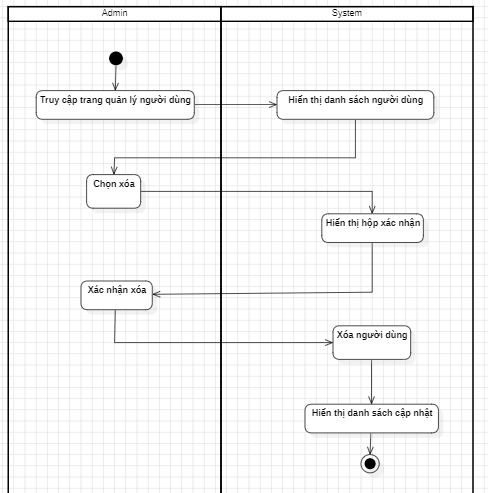 Admin
System
Truy cập trang quản lý người dùng
Hiển thị danh sách người dùng
Chọn xóa
Hiển thị hộp xác nhận
Xác nhận xóa
Xóa người dùng
Hiển thị danh sách cập nhật